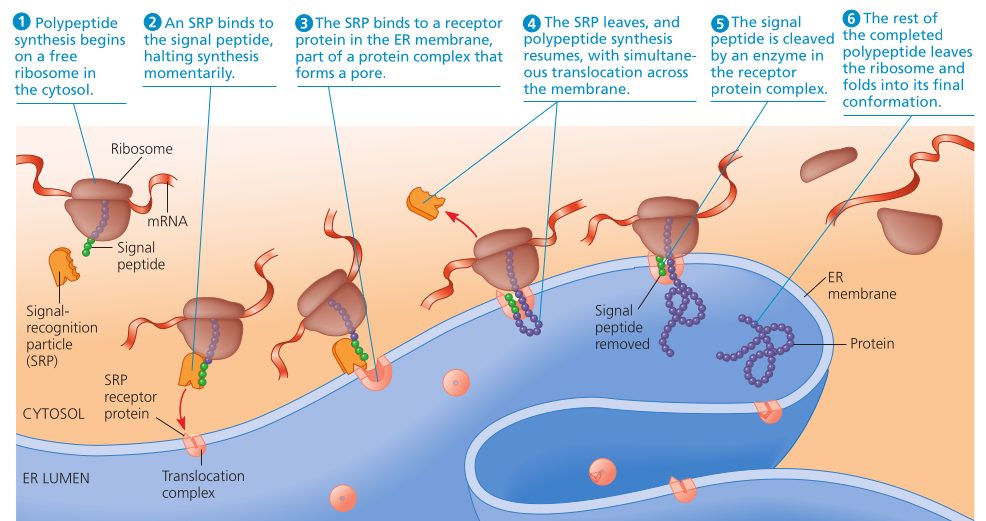 1 Polypeptide
synthesis begins
on a free
ribosome in
the cytosol.
2 An SRP binds to
the signal peptide,
halting synthesis
momentarily.
3 The SRP binds to a receptor
protein in the ER membrane,
part of a protein complex that
forms a pore.
4 The SRP leaves, and
polypeptide synthesis
resumes, with simultane-
ous translocation across
the membrane.
5 The signal
peptide is cleaved
by an enzyme in
the receptor
protein complex.
6 The rest of
the completed
polypeptide leaves
the ribosome and
folds into its final
conformation.
Ribosome
mRNA
Signal
peptide
Signal-
recognition
particle
(SRP)
SRP
receptor
protein
CYTOSOL
ER LUMEN
Translocation
complex
Signal
peptide
removed
ER
membrane
Protein